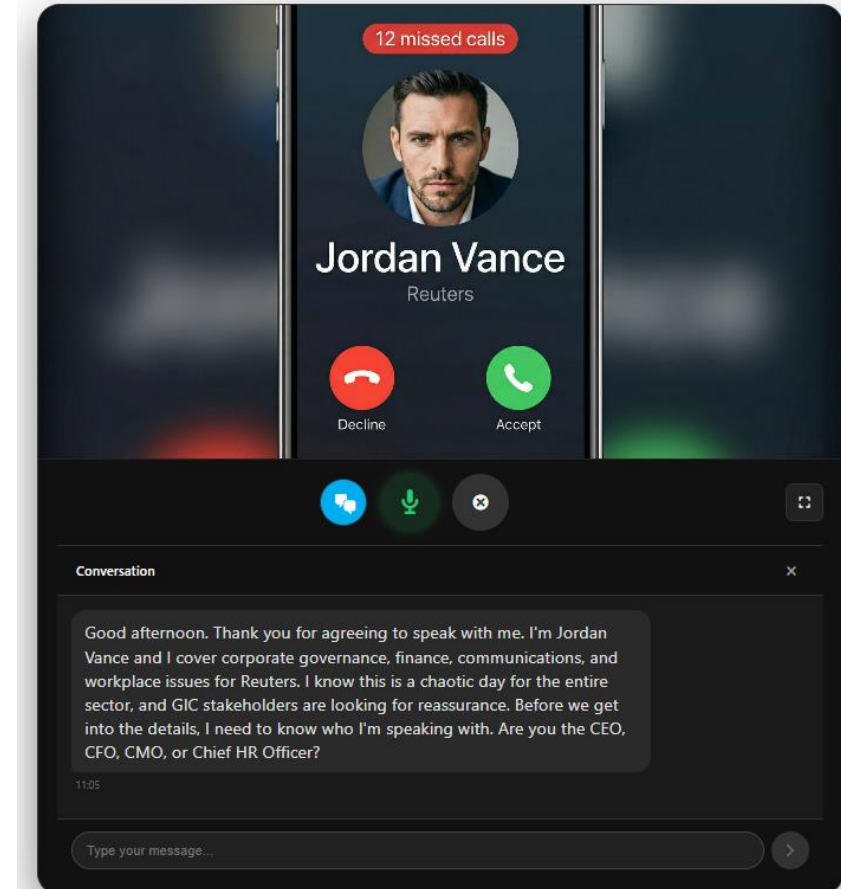 12 missed calls
Jordan Vance
Reuters
Decline
Accept
Conversation
Good afternoon. Thank you for agreeing to speak with me. I'm Jordan
Vance and I cover corporate governance, finance, communications, and
workplace issues for Reuters. I know this is a chaotic day for the entire
sector, and GIC stakeholders are looking for reassurance. Before we get
into the details, I need to know who I'm speaking with. Are you the CEO,
CFO, CMO, or Chief HR Officer?
11:05
Type your message...